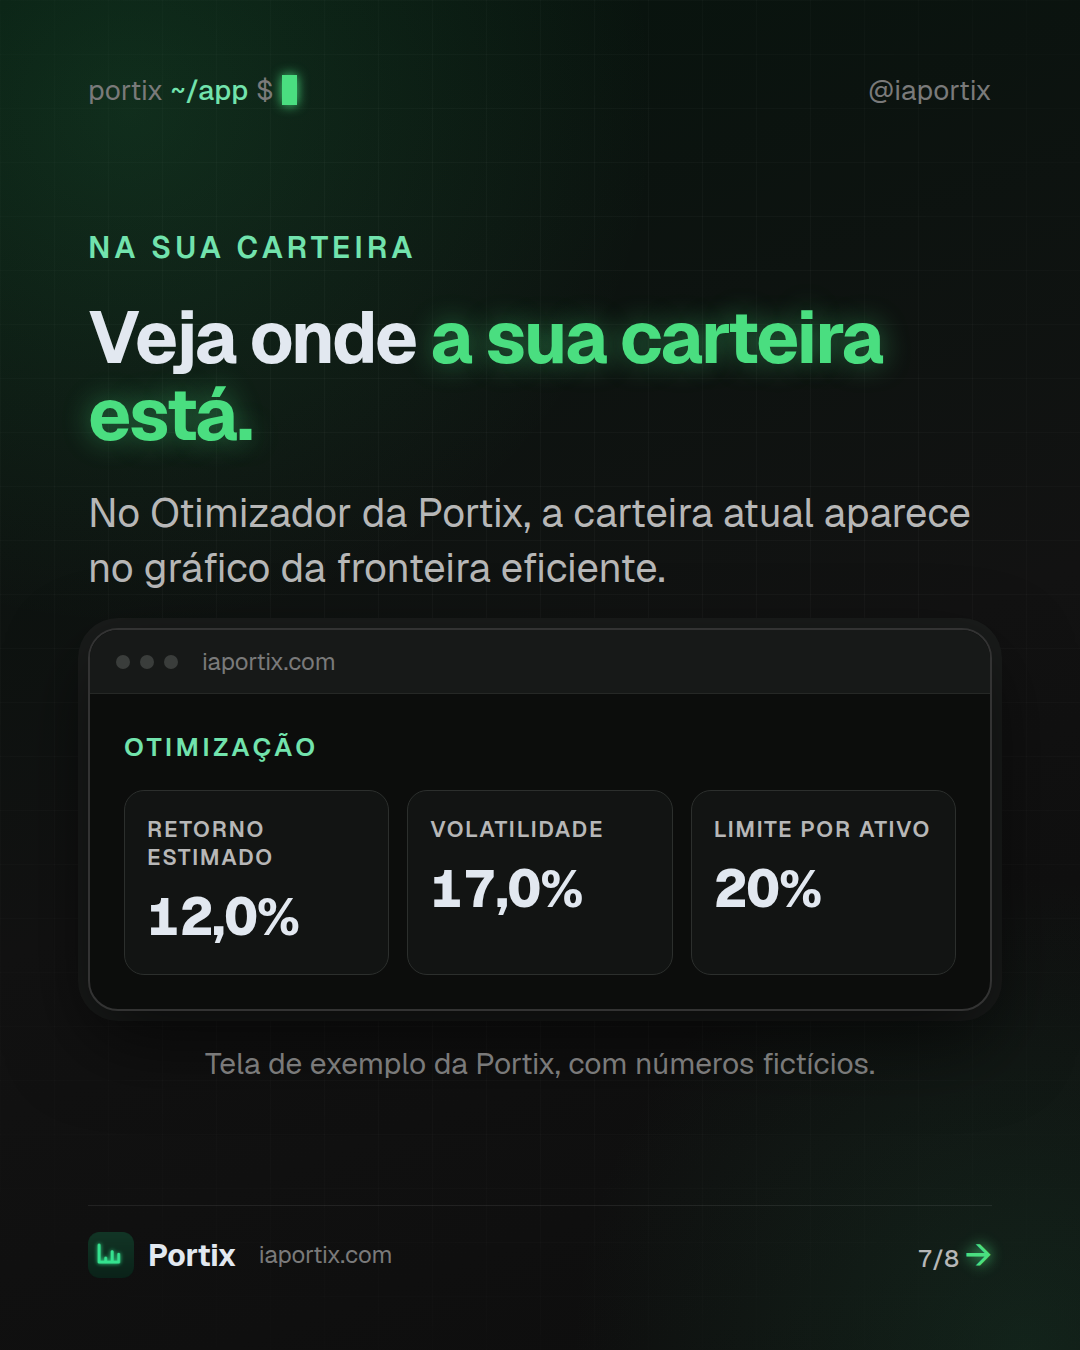 portix ~/app $
@iaportix
NA SUA CARTEIRA
Veja onde a sua carteira
está.
No Otimizador da Portix, a carteira atual aparece
no gráfico da fronteira eficiente.
iaportix.com
OTIMIZAÇÃO
RETORNO
ESTIMADO
12,0%
VOLATILIDADE
17,0%
LIMITE POR ATIVO
20%
Tela de exemplo da Portix, com números fictícios.
Portix iaportix.com
7/8 →